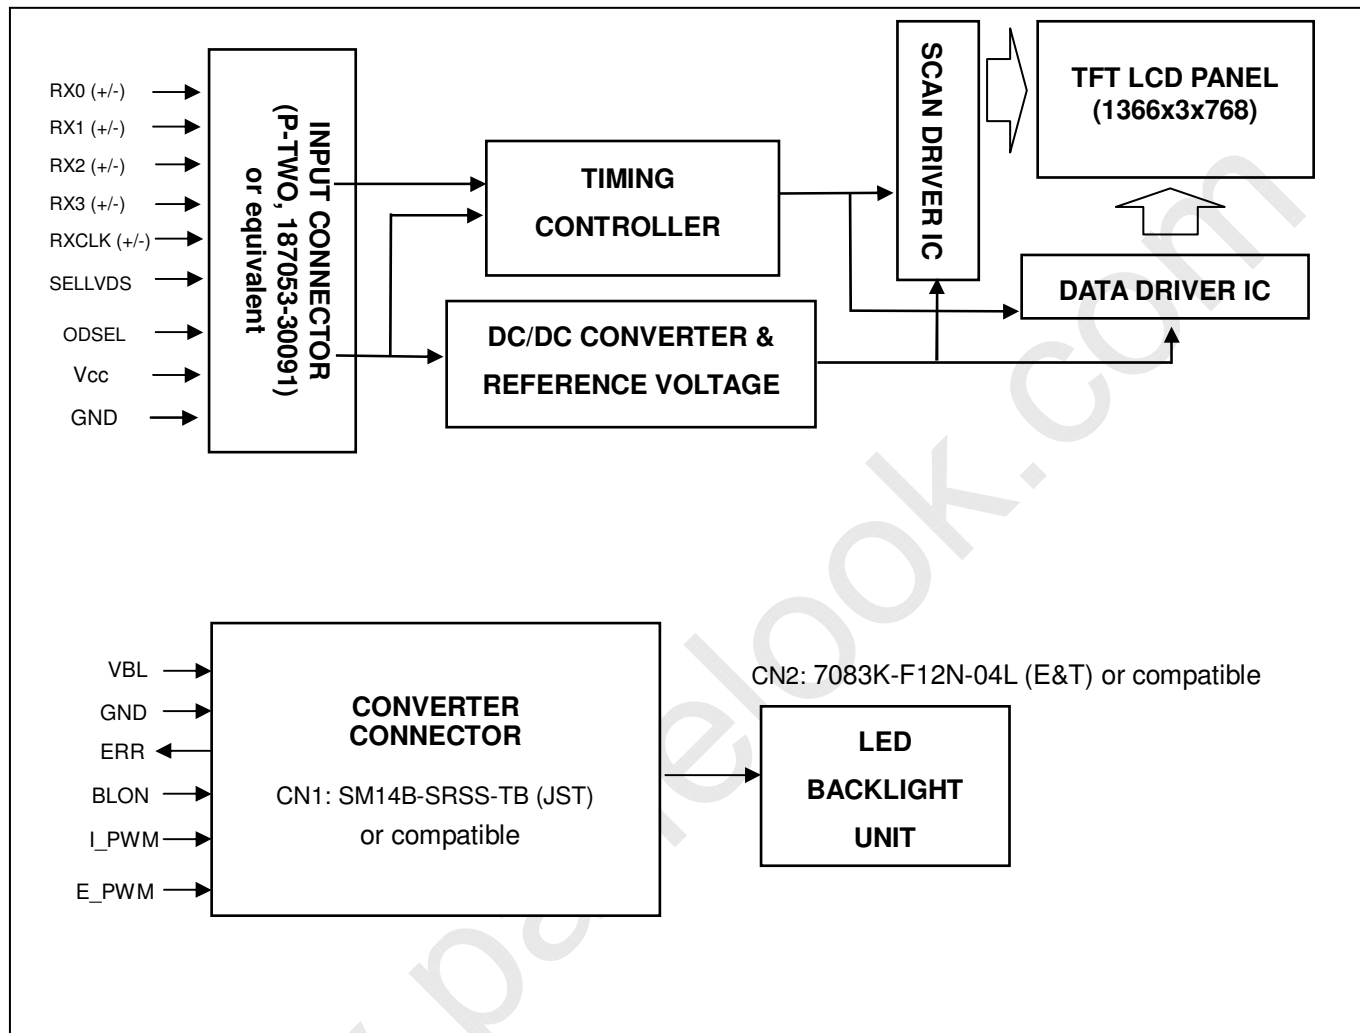 RX0 (+/-)
RX1 (+/-)
RX2 (+/-)
RX3 (+/-)
RXCLK (+/-)
SELLVDS
ODSEL
Vcc
GND
INPUT CONNECTOR
(P-TWO, 187053-30091)
or equivalent
TIMING
CONTROLLER
DC/DC CONVERTER &
REFERENCE VOLTAGE
SCAN DRIVER IC
TFT LCD PANEL
(1366x3x768)
DATA DRIVER IC
VBL
GND
ERR
BLON
I_PWM
E_PWM
CONVERTER
CONNECTOR
CN1: SM14B-SRSS-TB (JST)
or compatible
CN2: 7083K-F12N-04L (E&T) or compatible
LED
BACKLIGHT
UNIT